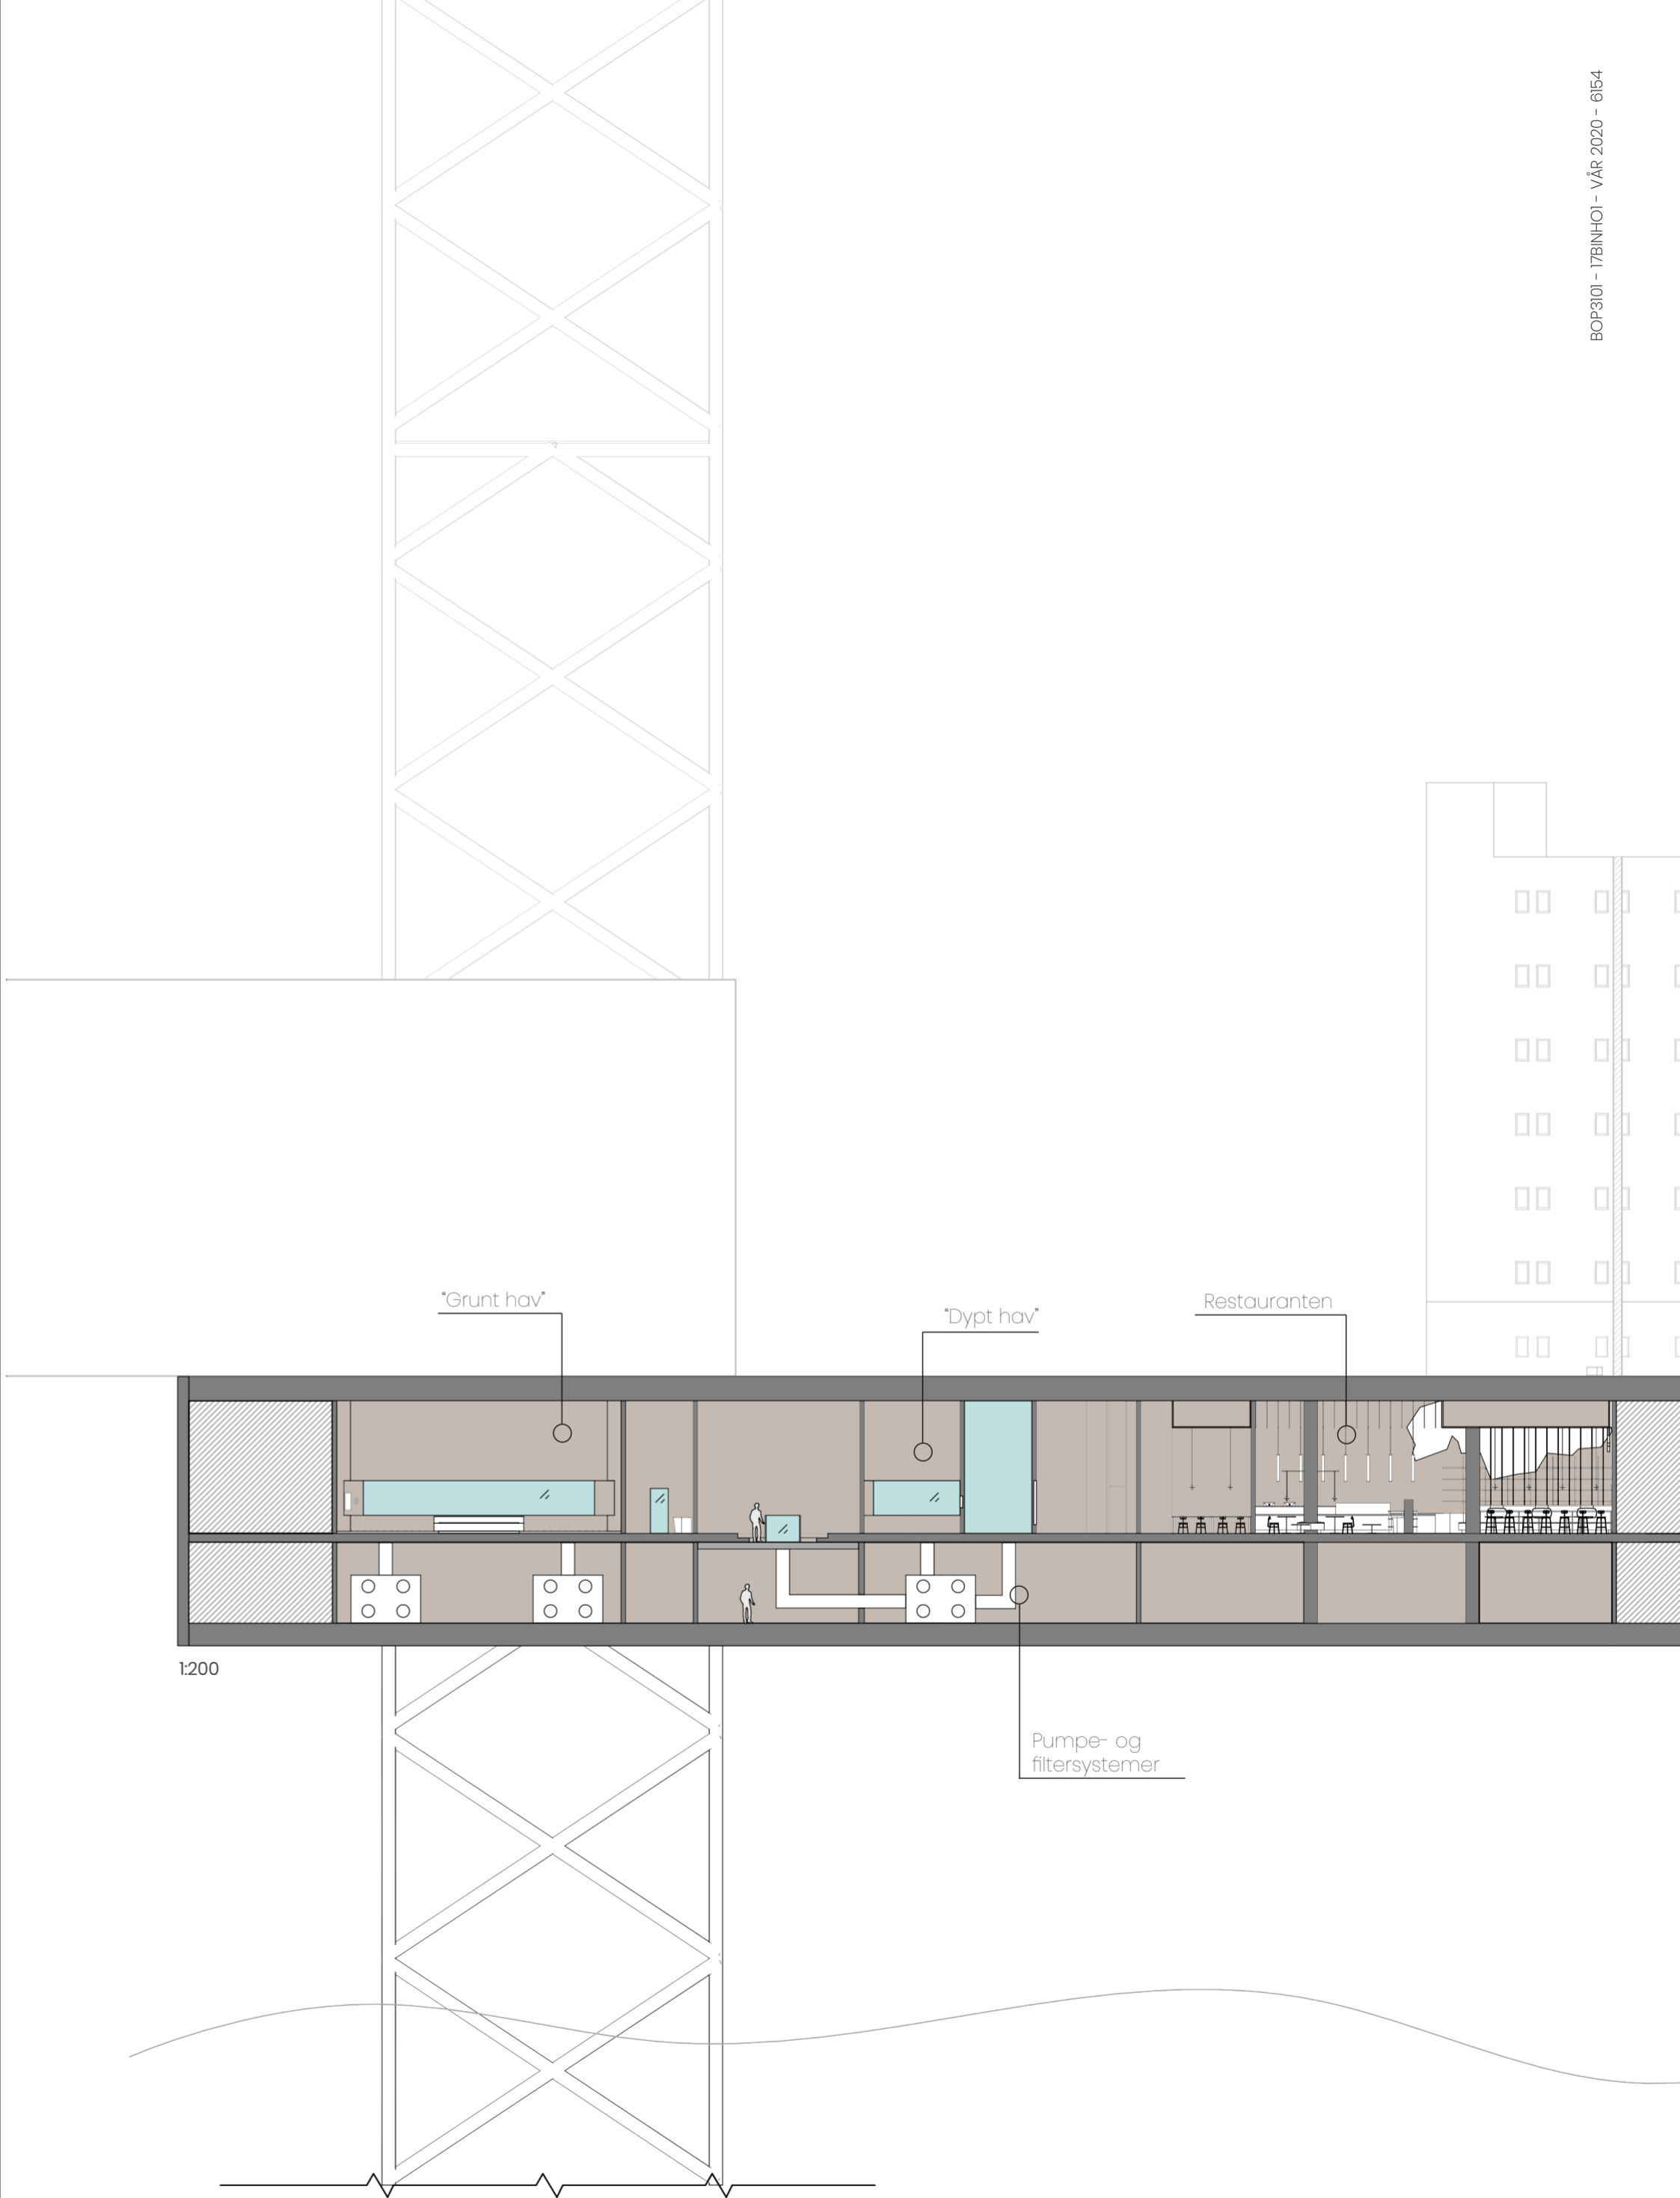 BOP3101 - 17BINHO1 - VÅR 2020 - 6154
"Grunt hav"
"Dypt hav"
Restauranten
1:200
Pumpe- og
filtersystemer